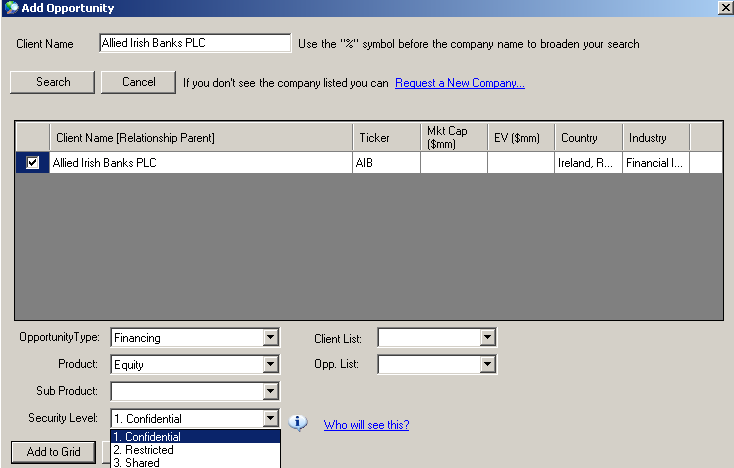 Add Opportunity
Client Name Allied Irish Banks PLC Use the "%" symbol before the company name to broaden your search
Search Cancel If you don't see the company listed you can Request a New Company...
Client Name [Relationship Parent] Ticker Mkt Cap ($mm) EV ($mm) Country Industry
Allied Irish Banks PLC AIB Ireland, R... Financial I...
OpportunityType: Financing Client List:
Product: Equity Opp. List:
Sub Product:
Security Level: 1. Confidential Who will see this?
1. Confidential
Add to Grid 2. Restricted
3. Shared